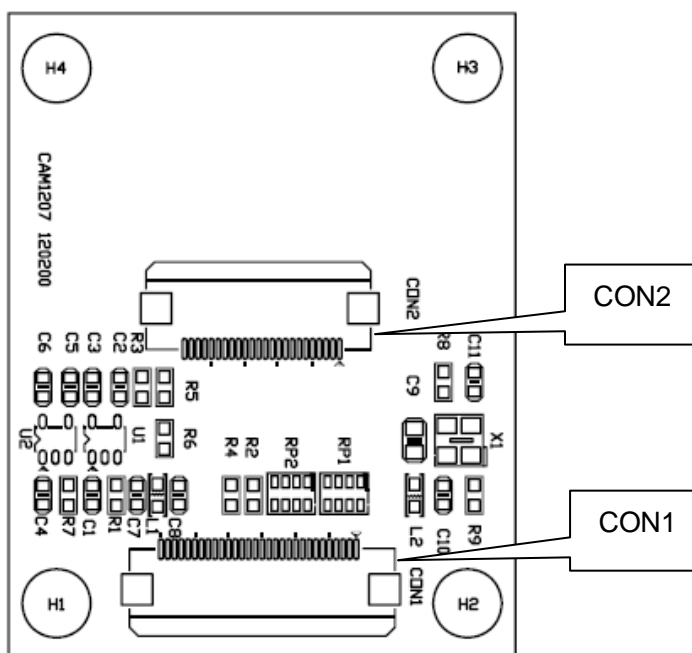 H4
H3
CAM1207 120200
CON2
CON2
C6
C5
C3
C2
R3
R8
C11
R5
C9
U2
U1
R6
X1
R4
R2
RP2
RP1
C4
R7
C1
R1
C7
L1
C8
L2
C10
R9
CON1
CON1
H1
H2